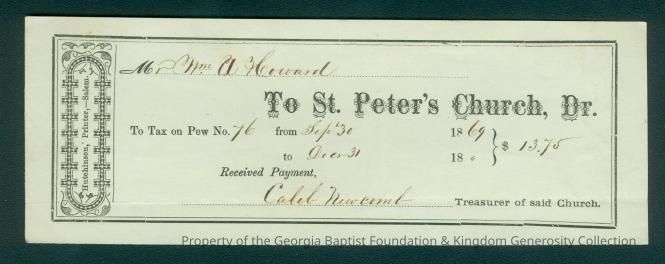 Mr Wm A Howard
To St. Peter's Church, Dr.
To Tax on Pew No. 76 from Sept 30 1869
to Decr 31 18 „ $ 13.75
Received Payment,
Caleb Newcomb Treasurer of said Church.
Hutchinson, Printer,—Salem.
Property of the Georgia Baptist Foundation & Kingdom Generosity Collection